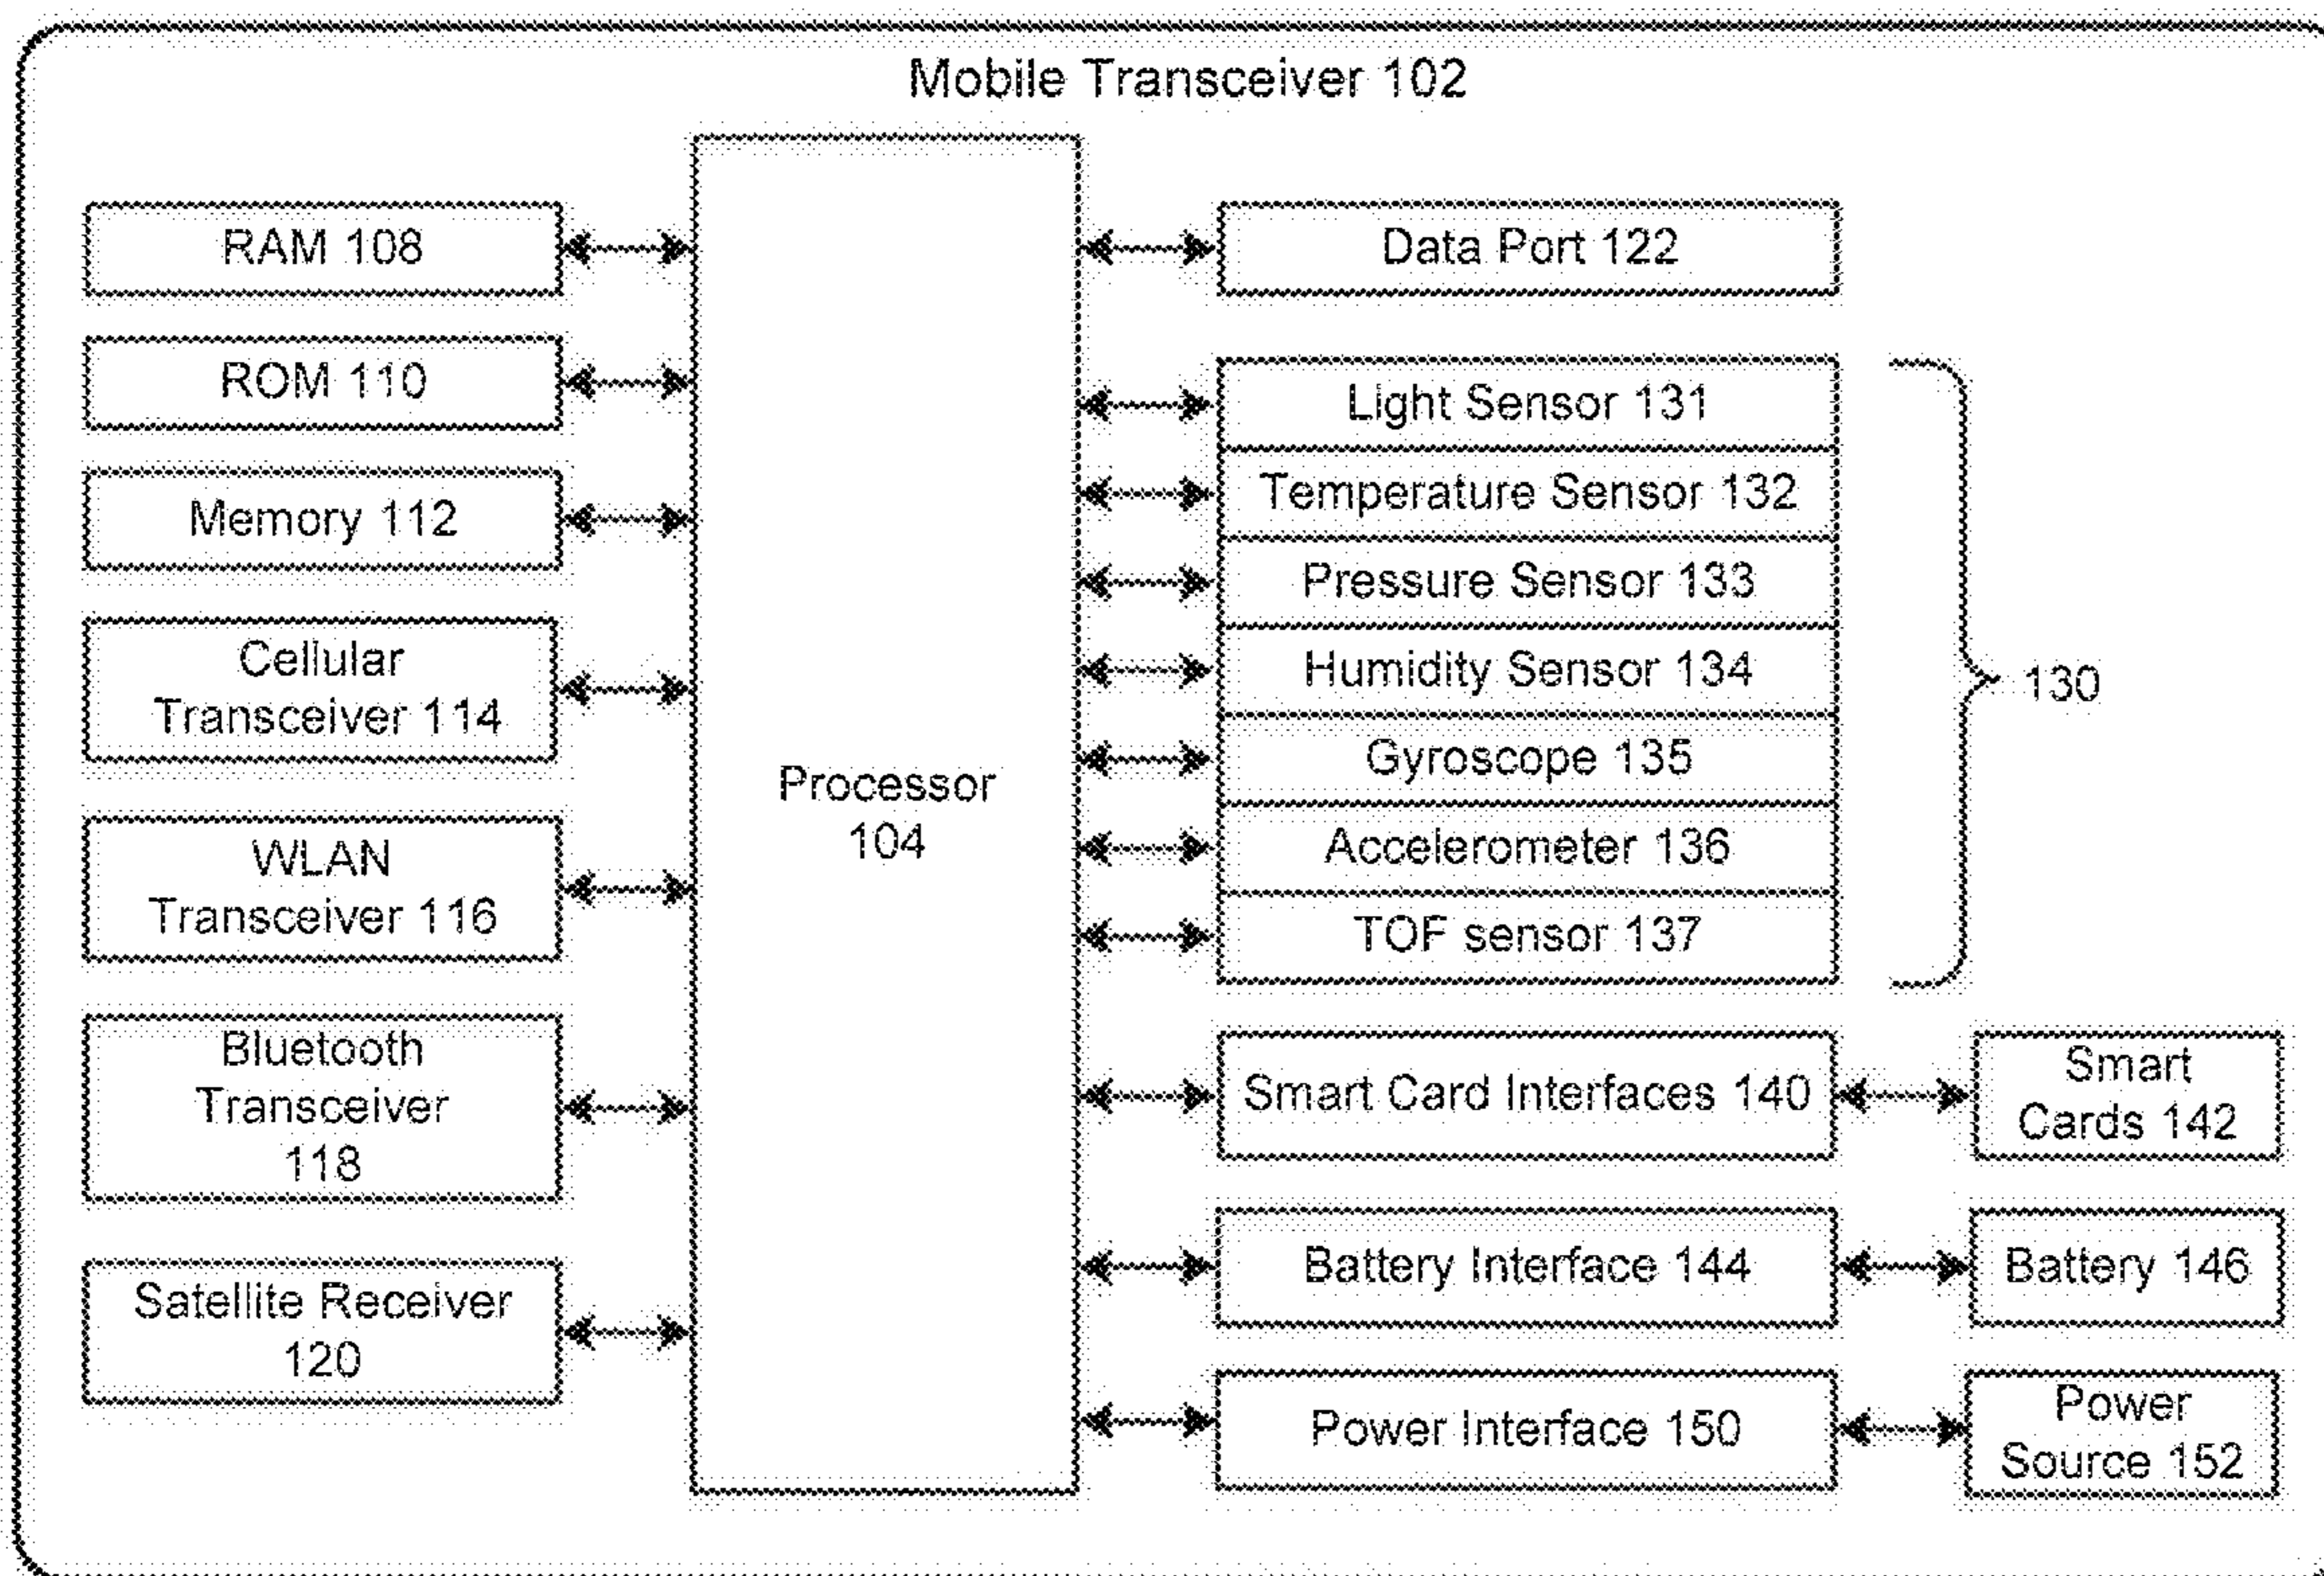 Mobile Transceiver 102
RAM 108
ROM 110
Memory 112
Cellular
Transceiver 114
WLAN
Transceiver 116
Bluetooth
Transceiver
118
Satellite Receiver
120
Processor
104
Data Port 122
Light Sensor 131
Temperature Sensor 132
Pressure Sensor 133
Humidity Sensor 134
Gyroscope 135
Accelerometer 136
TOF sensor 137
130
Smart Card Interfaces 140
Smart
Cards 142
Battery Interface 144
Battery 146
Power Interface 150
Power
Source 152